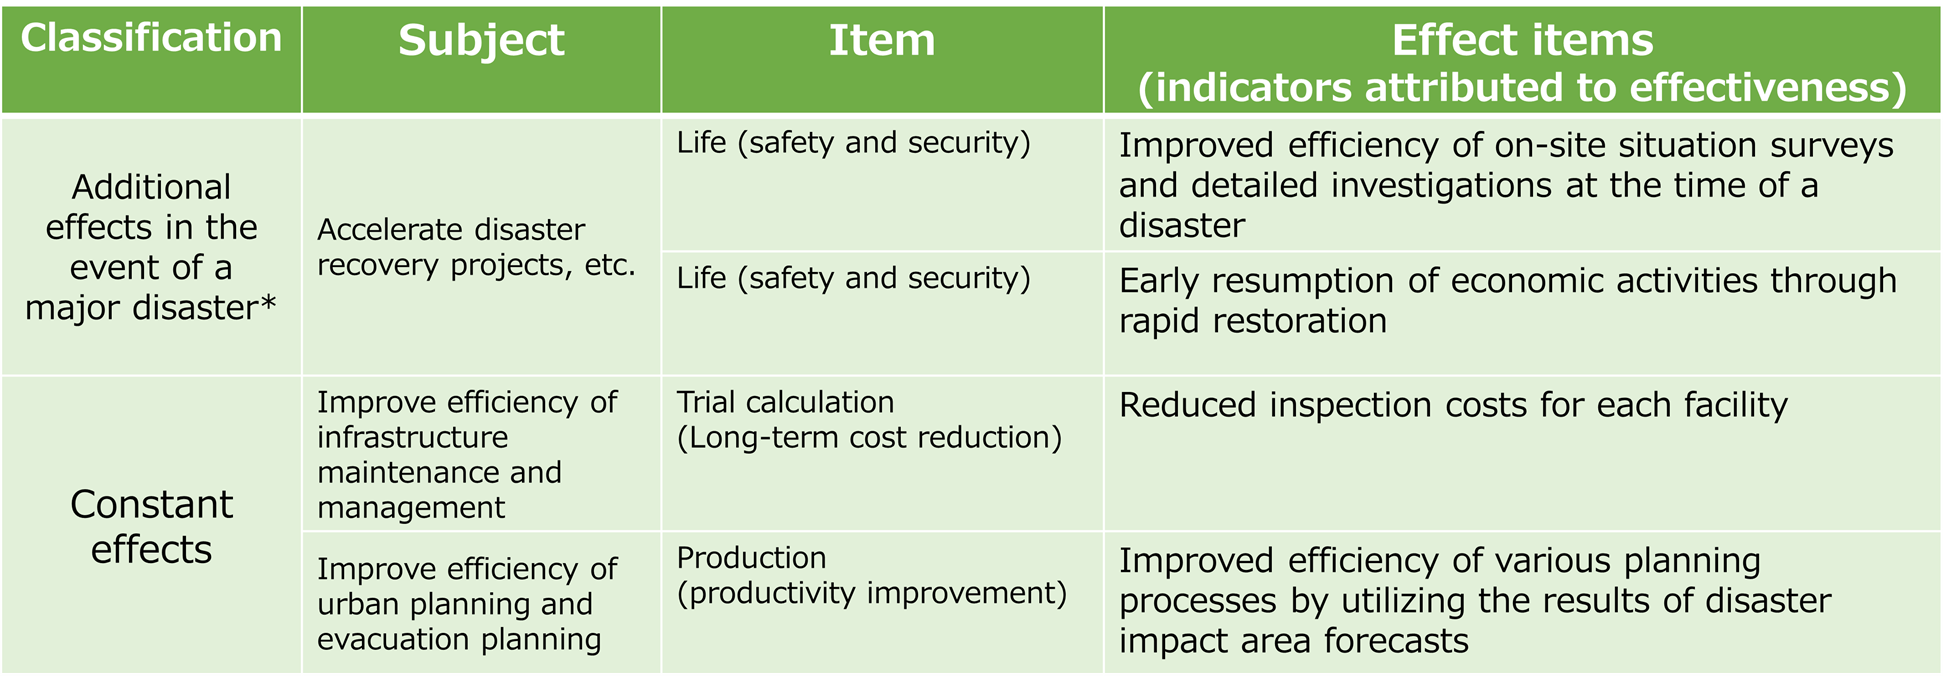 Classification
Subject
Item
Effect items
(indicators attributed to effectiveness)
Additional
effects in the
event of a
major disaster*
Accelerate disaster
recovery projects, etc.
Life (safety and security)
Improved efficiency of on-site situation surveys
and detailed investigations at the time of a
disaster
Life (safety and security)
Early resumption of economic activities through
rapid restoration
Constant
effects
Improve efficiency of
infrastructure
maintenance and
management
Trial calculation
(Long-term cost reduction)
Reduced inspection costs for each facility
Improve efficiency of
urban planning and
evacuation planning
Production
(productivity improvement)
Improved efficiency of various planning
processes by utilizing the results of disaster
impact area forecasts